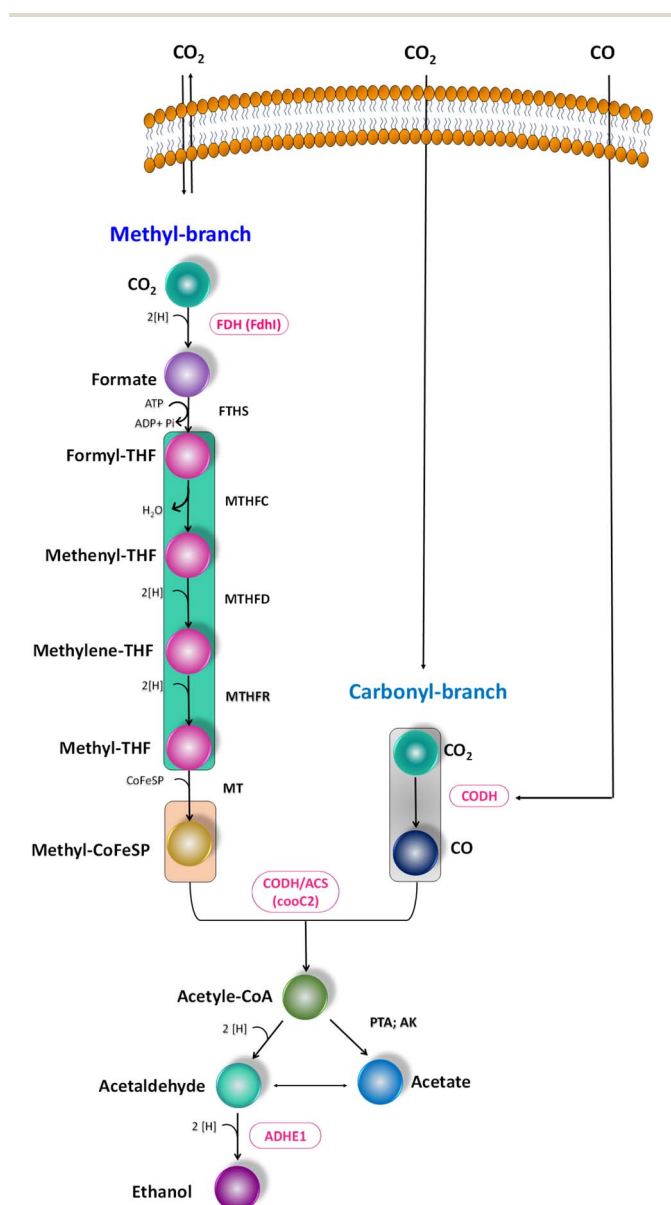 CO₂
CO₂
CO
Methyl-branch
CO₂
2[H]
FDH (FdhI)
Formate
ATP
FTHS
ADP+ Pi
Formyl-THF
MTHFC
H₂O
Methenyl-THF
2[H]
MTHFD
Methylene-THF
2[H]
MTHFR
Carbonyl-branch
Methyl-THF
CO₂
CoFeSP
MT
CODH
Methyl-CoFeSP
CO
CODH/ACS
(cooC2)
Acetyle-CoA
2 [H]
PTA; AK
Acetaldehyde
Acetate
2 [H]
ADHE1
Ethanol